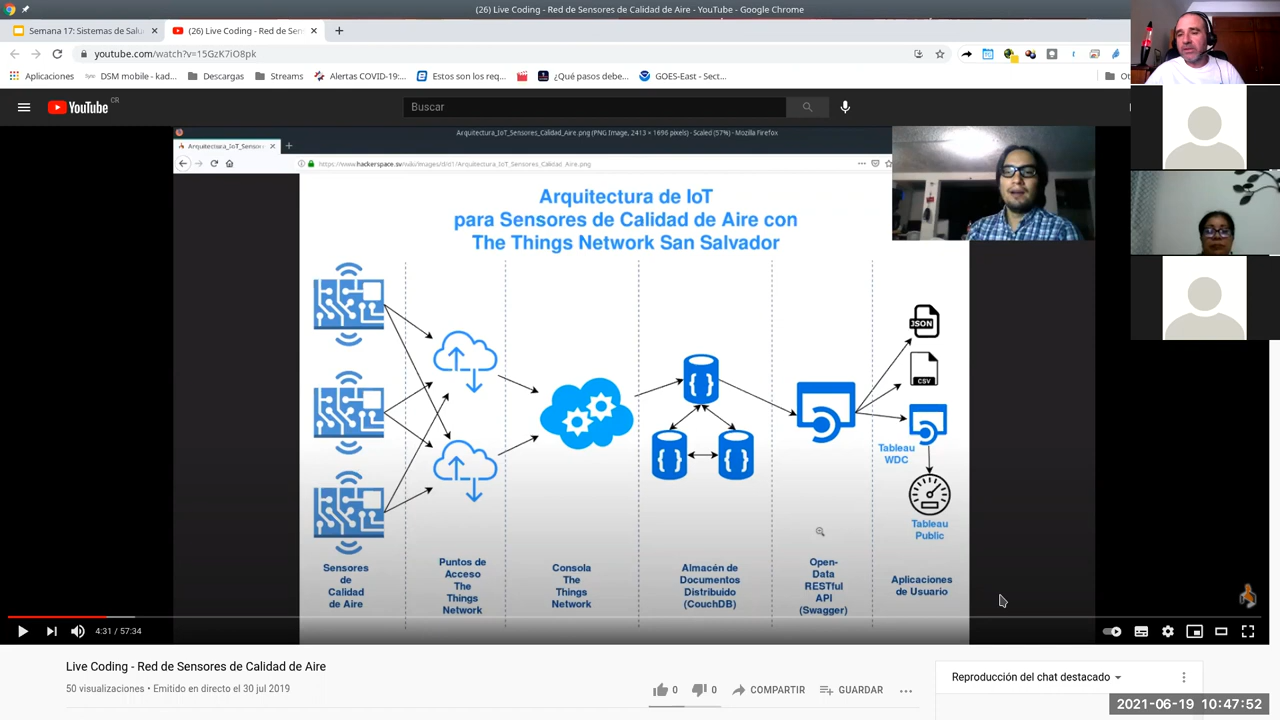 (26) Live Coding - Red de Sensores de Calidad de Aire - YouTube - Google Chrome
Semana 17: Sistemas de Salu
(26) Live Coding - Red de Sen
youtube.com/watch?v=15GzK7iO8pk
Aplicaciones
DSM mobile - kad...
Descargas
Streams
Alertas COVID-19:...
Estos son los req...
¿Qué pasos debe...
GOES-East - Sect...
YouTube CR
Buscar
Arquitectura_IoT_Sensores_Calidad_Aire.png (PNG Image, 2413 × 1696 pixels) - Scaled (57%) - Mozilla Firefox
Arquitectura_IoT_Sensor
https://www.hackerspace.sv/wiki/images/d/d1/Arquitectura_IoT_Sensores_Calidad_Aire.png
Arquitectura de IoT
para Sensores de Calidad de Aire con
The Things Network San Salvador
JSON
CSV
Tableau
WDC
Tableau
Public
Sensores
de
Calidad
de Aire
Puntos de
Acceso
The
Things
Network
Consola
The
Things
Network
Almacén de
Documentos
Distribuido
(CouchDB)
Open-
Data
RESTful
API
(Swagger)
Aplicaciones
de Usuario
4:31 / 57:34
Live Coding - Red de Sensores de Calidad de Aire
50 visualizaciones • Emitido en directo el 30 jul 2019
0
0
COMPARTIR
GUARDAR
Reproducción del chat destacado
2021-06-19 10:47:52